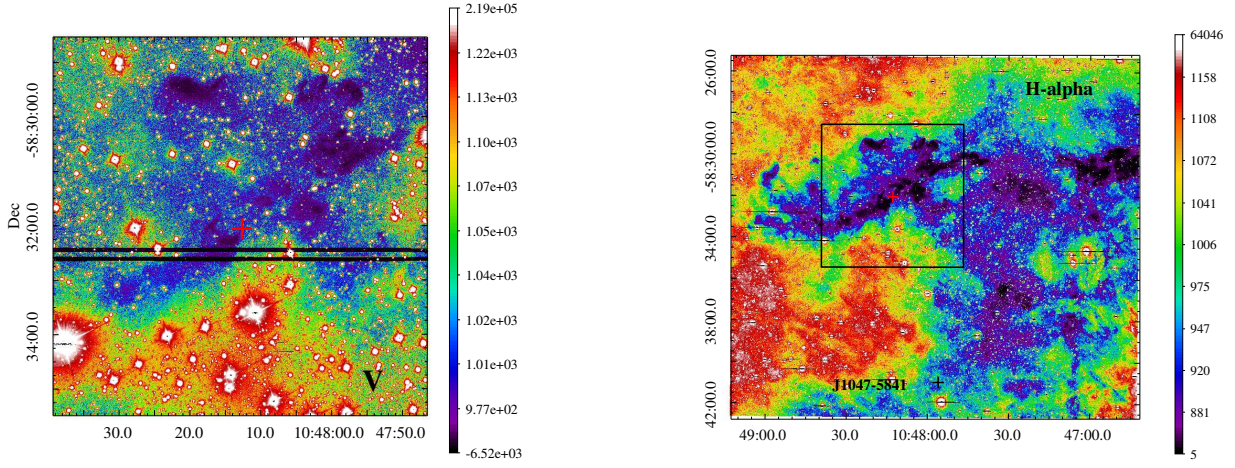 2.19e+05
1.22e+03
1.13e+03
1.10e+03
1.07e+03
1.05e+03
1.04e+03
1.02e+03
1.01e+03
9.77e+02
-6.52e+03
Dec
-58:30:00.0
32:00.0
34:00.0
V
30.0
20.0
10.0
10:48:00.0
47:50.0
64046
1158
1108
1072
1041
1006
979
947
920
881
5
26:00.0
-58:30:00.0
34:00.0
38:00.0
42:00.0
H-alpha
J1047-5841
49:00.0
30.0
10:48:00.0
30.0
47:00.0